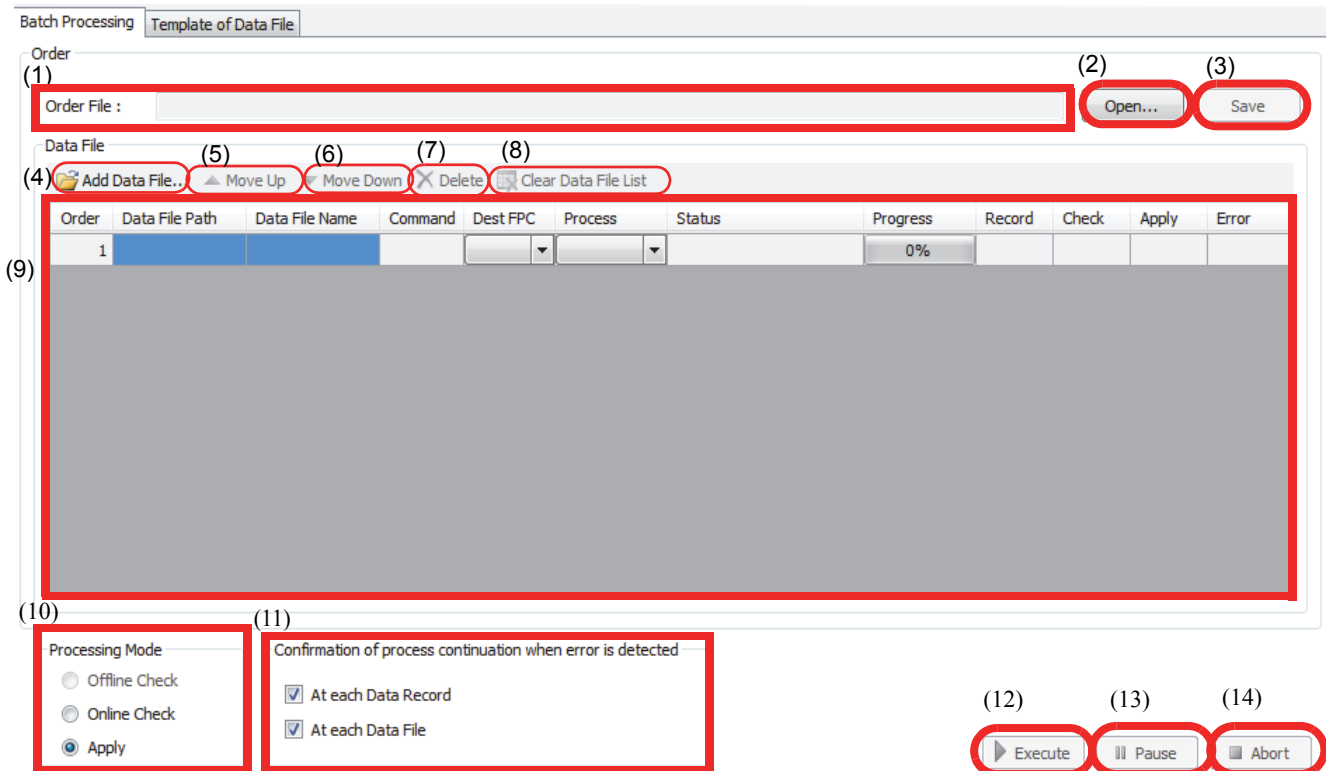 Batch Processing Template of Data File
Order
(1) (2) (3)
Order File : Open... Save
Data File
(5) (6) (7) (8)
(4) Add Data File... Move Up Move Down Delete Clear Data File List
Order Data File Path Data File Name Command Dest FPC Process Status Progress Record Check Apply Error
1 0%
(9)
(10) (11)
Processing Mode Confirmation of process continuation when error is detected
Offline Check
At each Data Record
Online Check
At each Data File
Apply
(12) (13) (14)
Execute Pause Abort